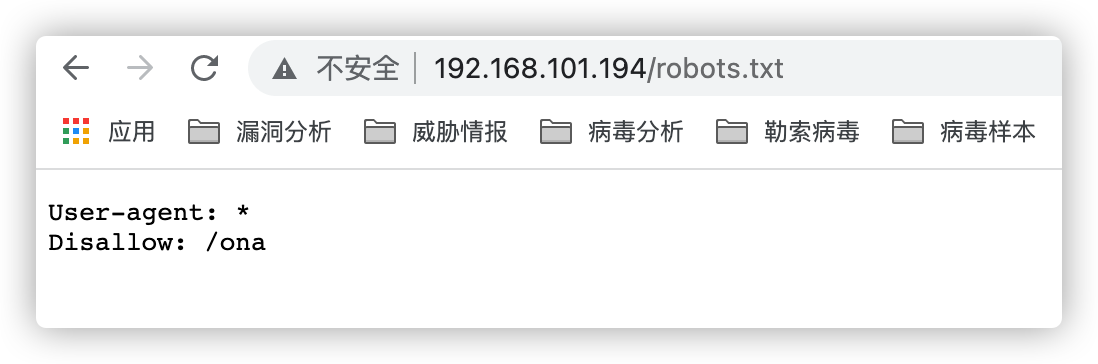 不安全 192.168.101.194/robots.txt
应用 漏洞分析 威胁情报 病毒分析 勒索病毒 病毒样本
User-agent: *
Disallow: /ona